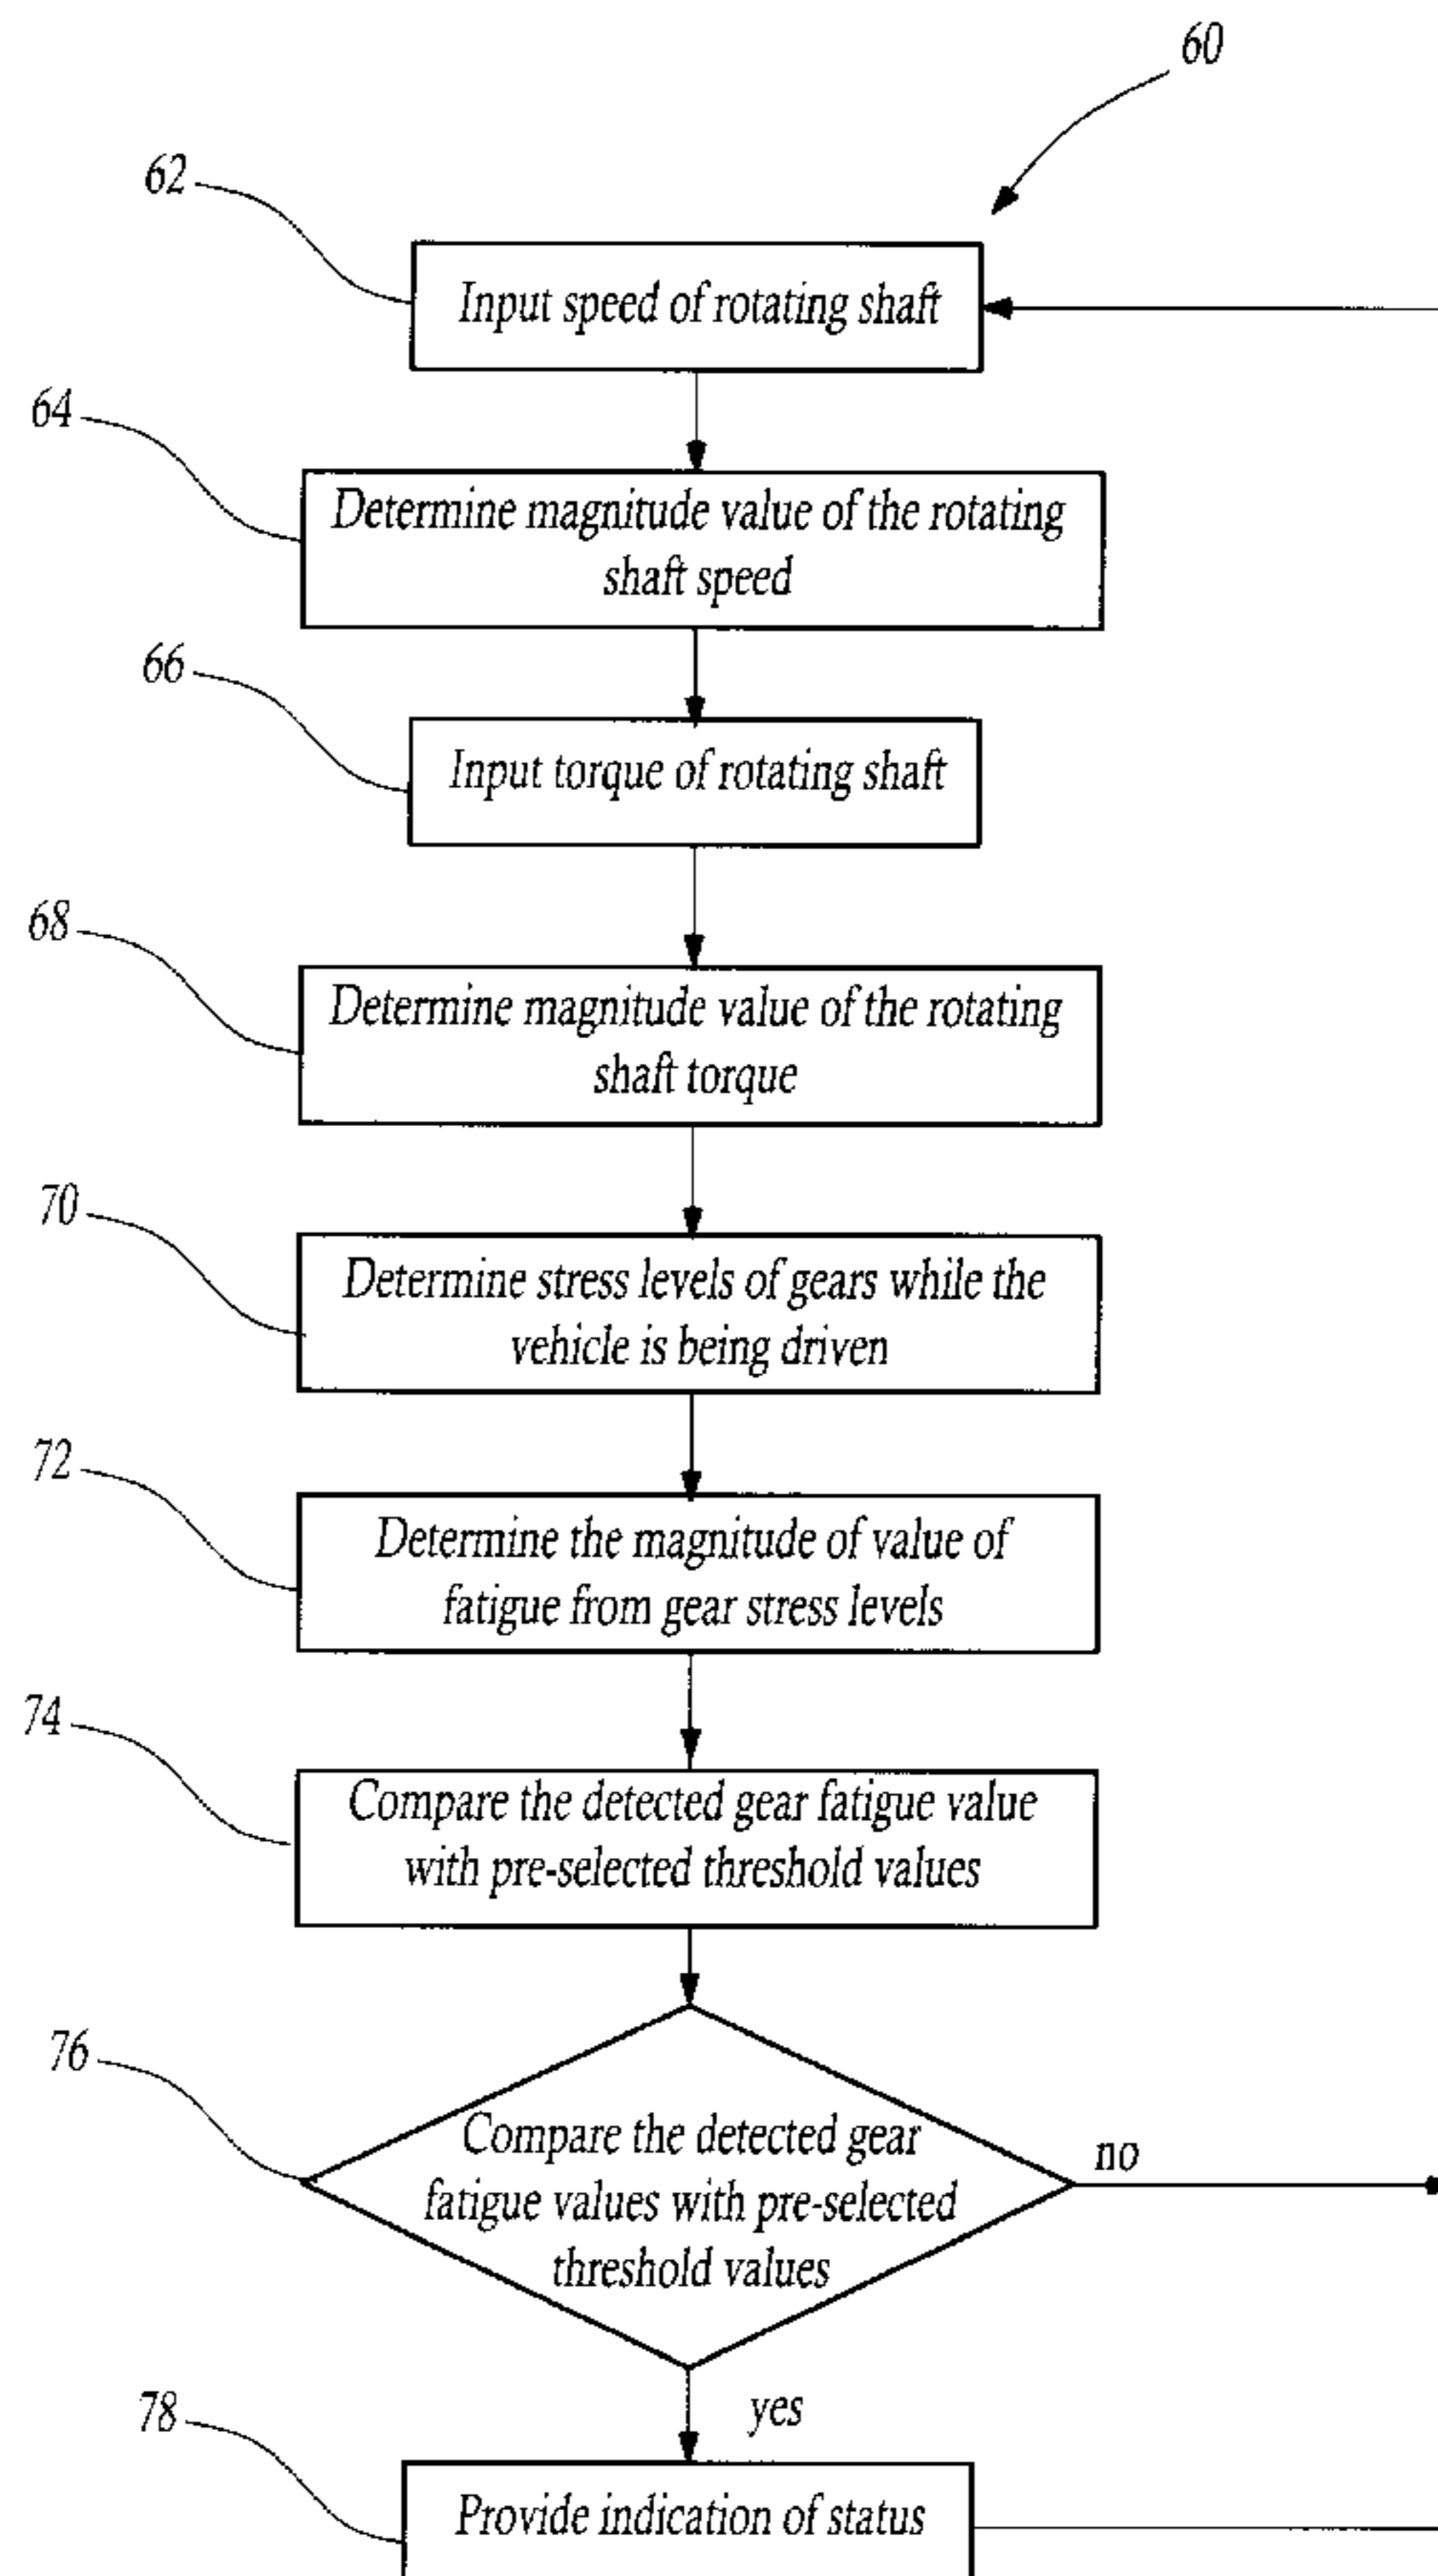 60
62
Input speed of rotating shaft
64
Determine magnitude value of the rotating
shaft speed
66
Input torque of rotating shaft
68
Determine magnitude value of the rotating
shaft torque
70
Determine stress levels of gears while the
vehicle is being driven
72
Determine the magnitude of value of
fatigue from gear stress levels
74
Compare the detected gear fatigue value
with pre-selected threshold values
76
Compare the detected gear
fatigue values with pre-selected
threshold values
no
yes
78
Provide indication of status